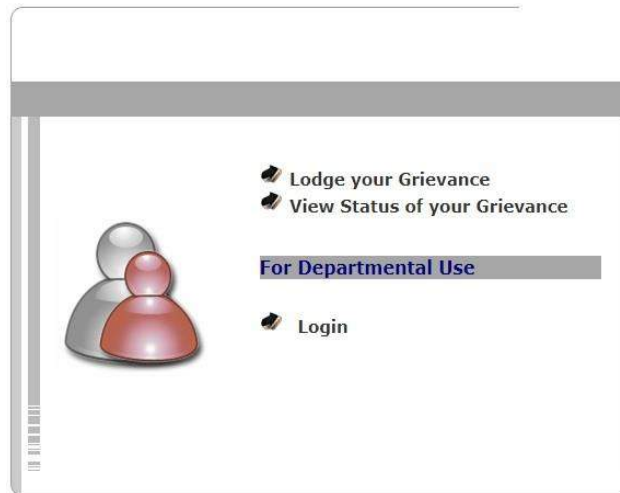 Lodge your Grievance
View Status of your Grievance
For Departmental Use
Login